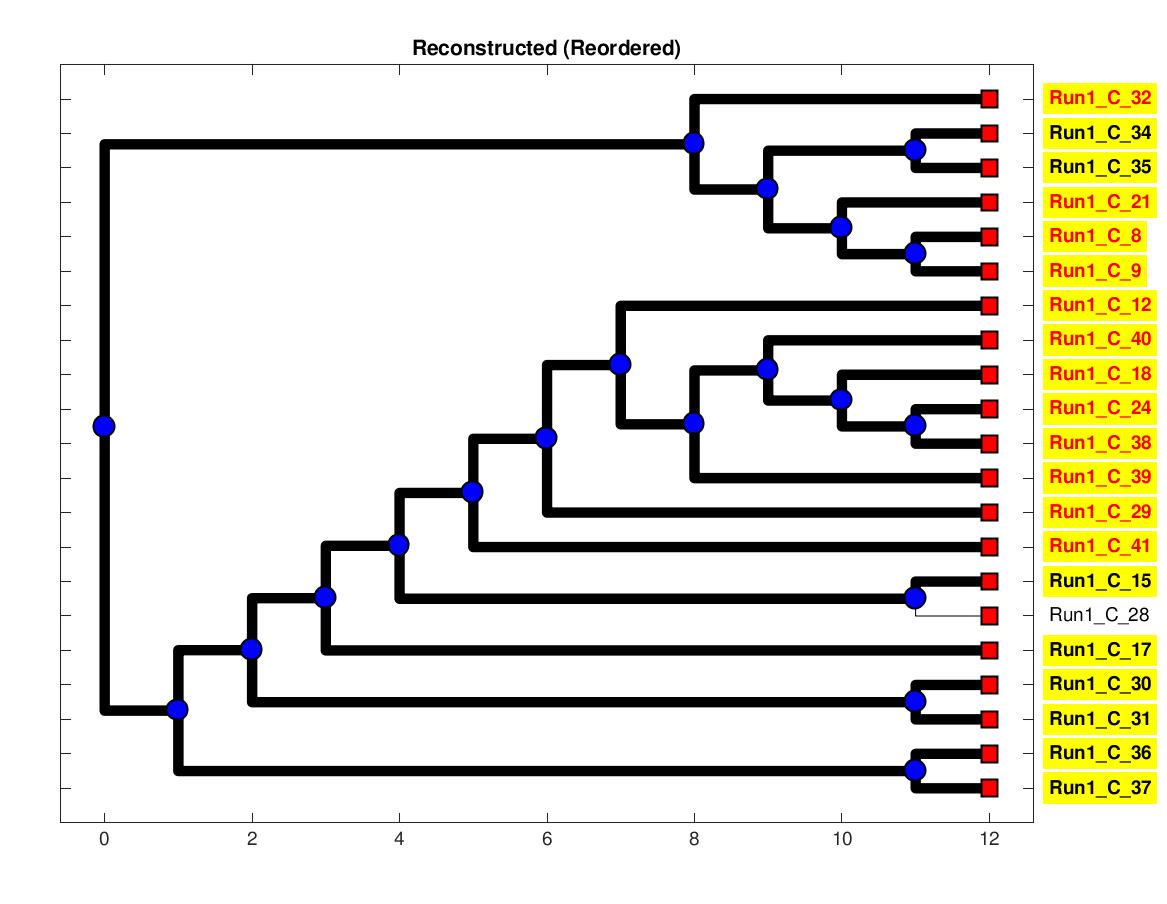 Reconstructed (Reordered)
Run1_C_32
Run1_C_34
Run1_C_35
Run1_C_21
Run1_C_8
Run1_C_9
Run1_C_12
Run1_C_40
Run1_C_18
Run1_C_24
Run1_C_38
Run1_C_39
Run1_C_29
Run1_C_41
Run1_C_15
Run1_C_28
Run1_C_17
Run1_C_30
Run1_C_31
Run1_C_36
Run1_C_37
0 2 4 6 8 10 12